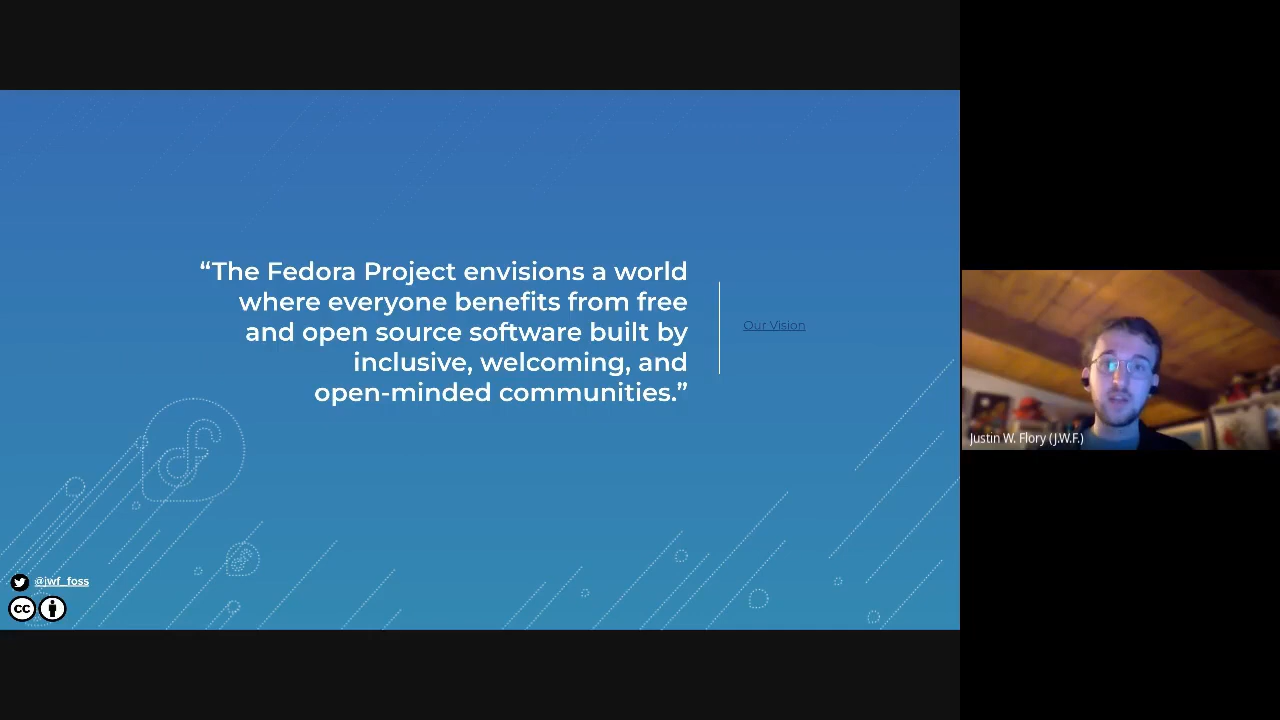 “The Fedora Project envisions a world
where everyone benefits from free
and open source software built by
inclusive, welcoming, and
open-minded communities.”
Our Vision
@jwf_foss
cc
Justin W. Flory (J.W.F.)